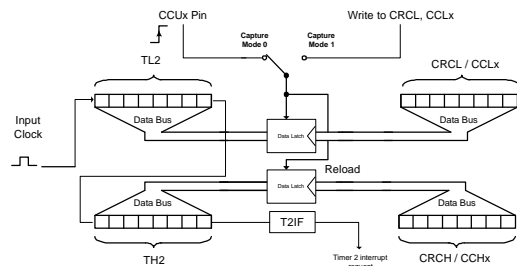 CCUx Pin
Write to CRCL, CCLx
Capture
Mode 0
Capture
Mode 1
TL2
CRCL / CCLx
Input
Clock
Data Bus
Data Latch
Data Bus
Reload
Data Bus
Data Latch
Data Bus
T2IF
TH2
Timer 2 interrupt
request
CRCH / CCHx